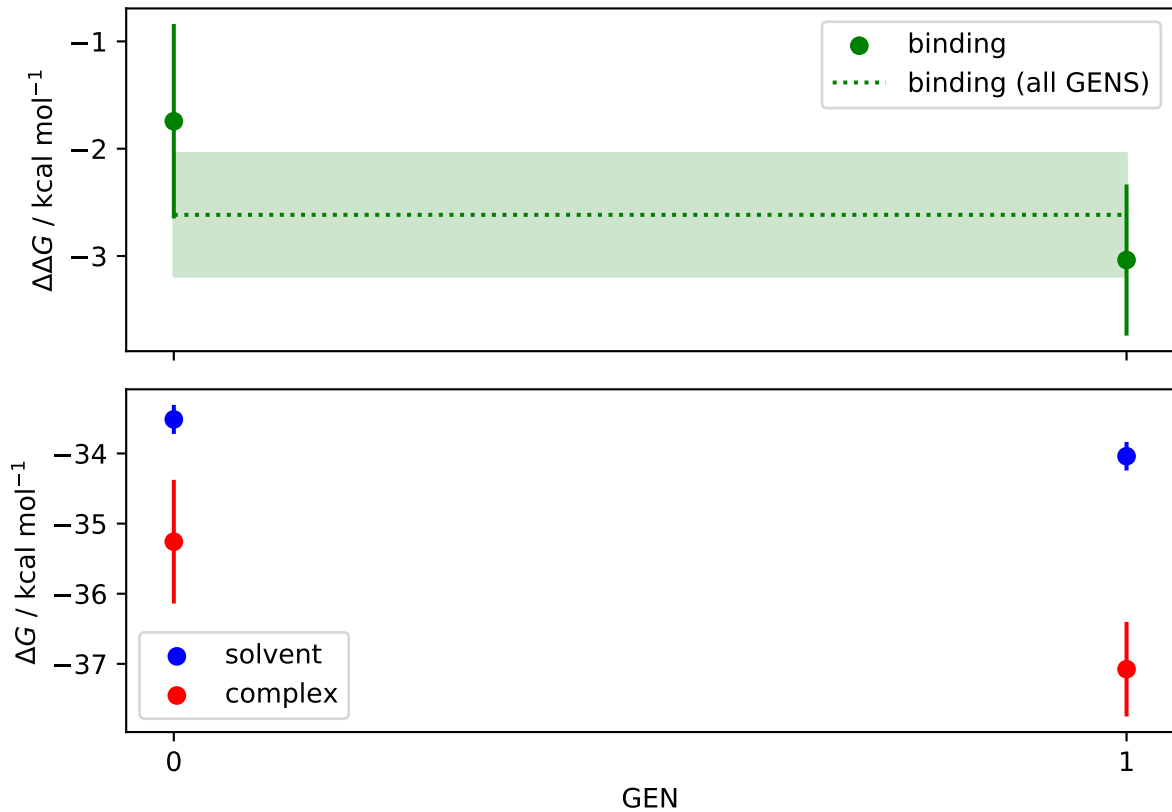 −1
−2
−3
ΔΔG / kcal mol⁻¹
binding
binding (all GENS)
−34
−35
−36
−37
ΔG / kcal mol⁻¹
solvent
complex
0
1
GEN